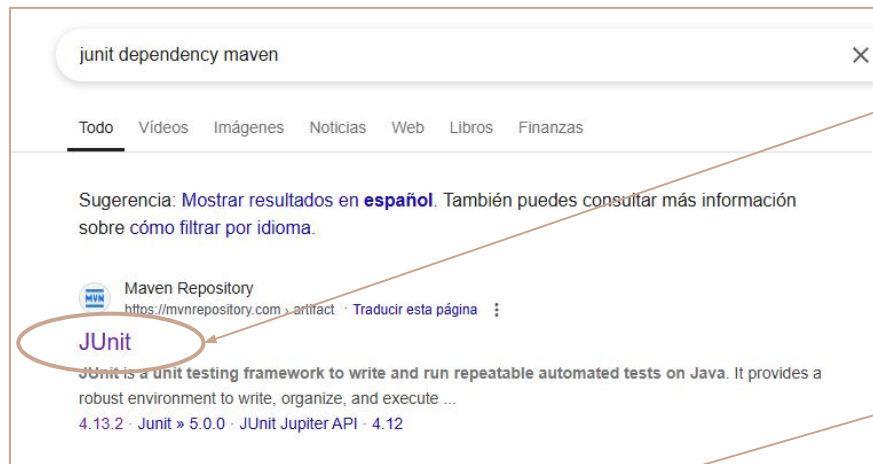 junit dependency maven
Todo Vídeos Imágenes Noticias Web Libros Finanzas
Sugerencia: Mostrar resultados en español. También puedes consultar más información
sobre cómo filtrar por idioma.
MVN
Maven Repository
https://mvnrepository.com › artifact · Traducir esta página
JUnit
JUnit is a unit testing framework to write and run repeatable automated tests on Java. It provides a
robust environment to write, organize, and execute ...
4.13.2 · Junit » 5.0.0 · JUnit Jupiter API · 4.12